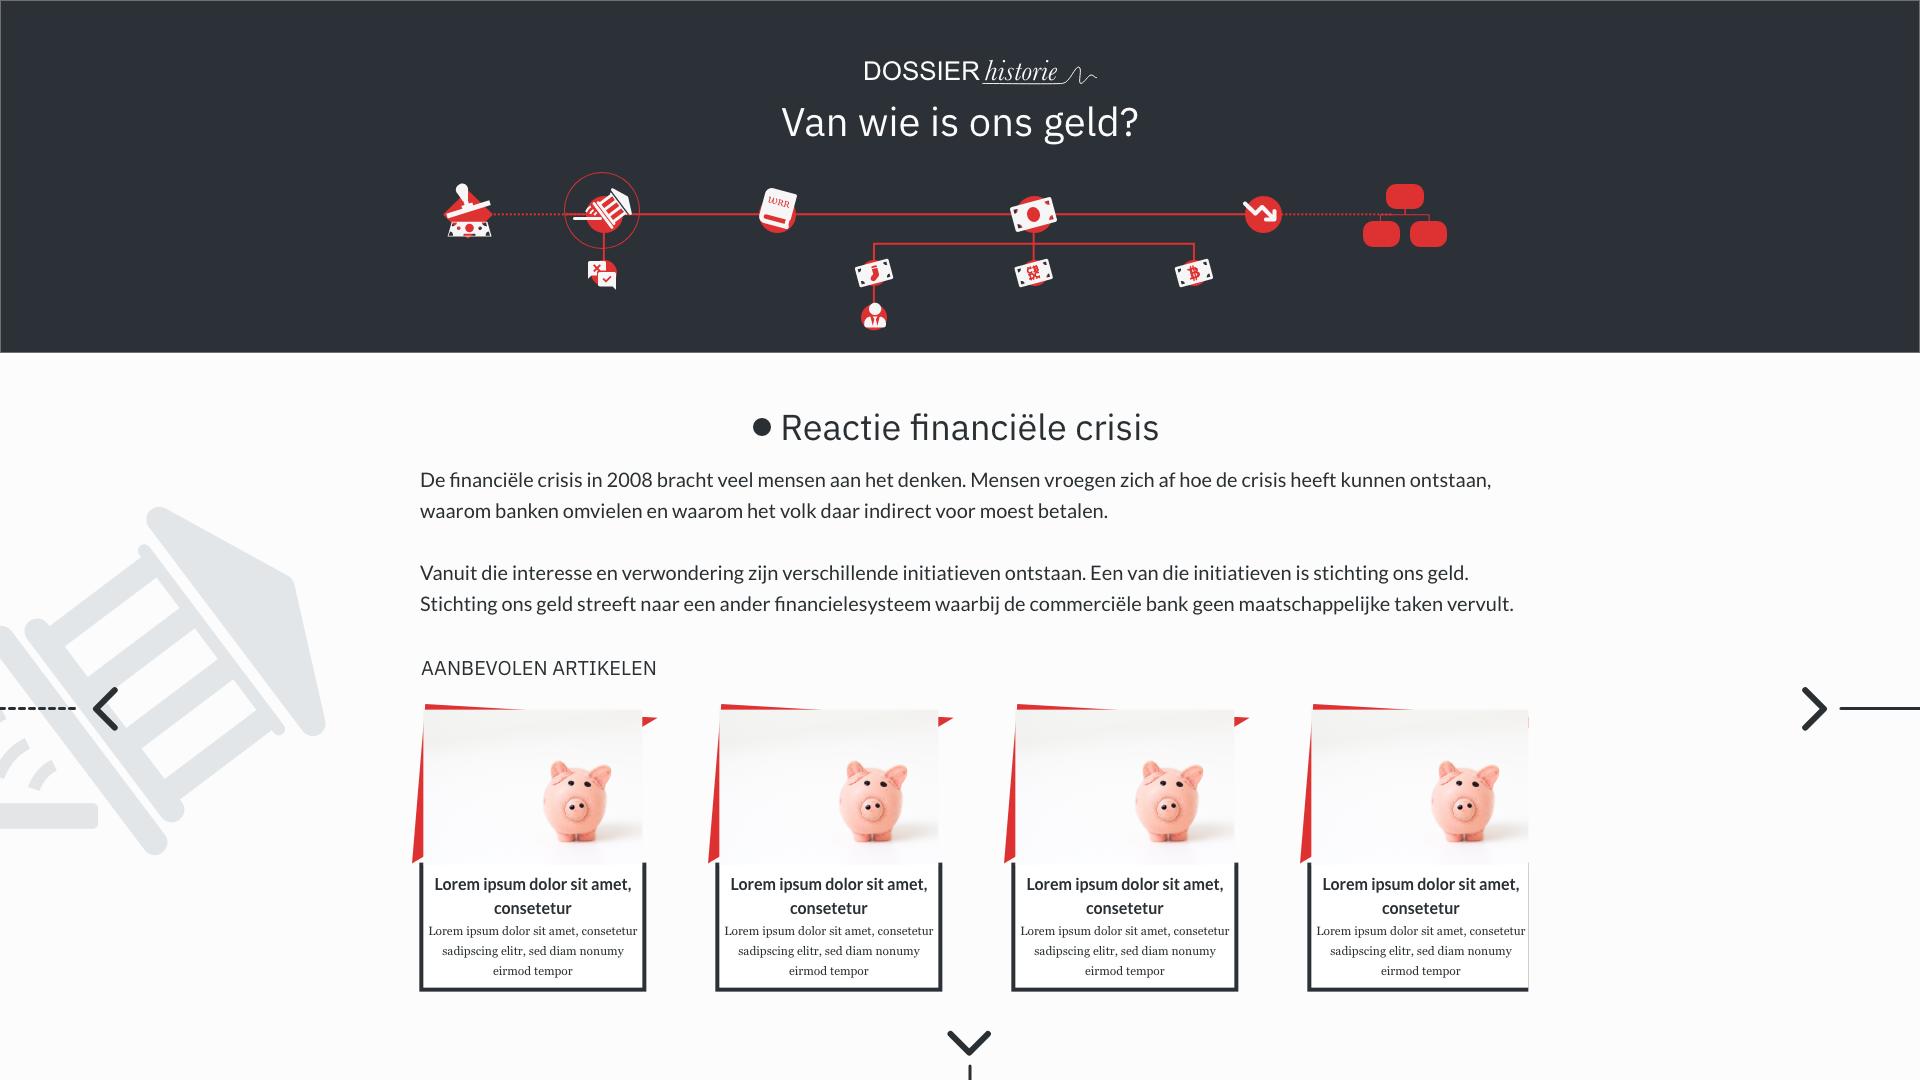 DOSSIER historie
Van wie is ons geld?
WRR
Reactie financiële crisis
De financiële crisis in 2008 bracht veel mensen aan het denken. Mensen vroegen zich af hoe de crisis heeft kunnen ontstaan,
waarom banken omvielen en waarom het volk daar indirect voor moest betalen.
Vanuit die interesse en verwondering zijn verschillende initiatieven ontstaan. Een van die initiatieven is stichting ons geld.
Stichting ons geld streeft naar een ander financielesysteem waarbij de commerciële bank geen maatschappelijke taken vervult.
AANBEVOLEN ARTIKELEN
Lorem ipsum dolor sit amet,
consetetur
Lorem ipsum dolor sit amet, consetetur
sadipscing elitr, sed diam nonumy
eirmod tempor
Lorem ipsum dolor sit amet,
consetetur
Lorem ipsum dolor sit amet, consetetur
sadipscing elitr, sed diam nonumy
eirmod tempor
Lorem ipsum dolor sit amet,
consetetur
Lorem ipsum dolor sit amet, consetetur
sadipscing elitr, sed diam nonumy
eirmod tempor
Lorem ipsum dolor sit amet,
consetetur
Lorem ipsum dolor sit amet, consetetur
sadipscing elitr, sed diam nonumy
eirmod tempor